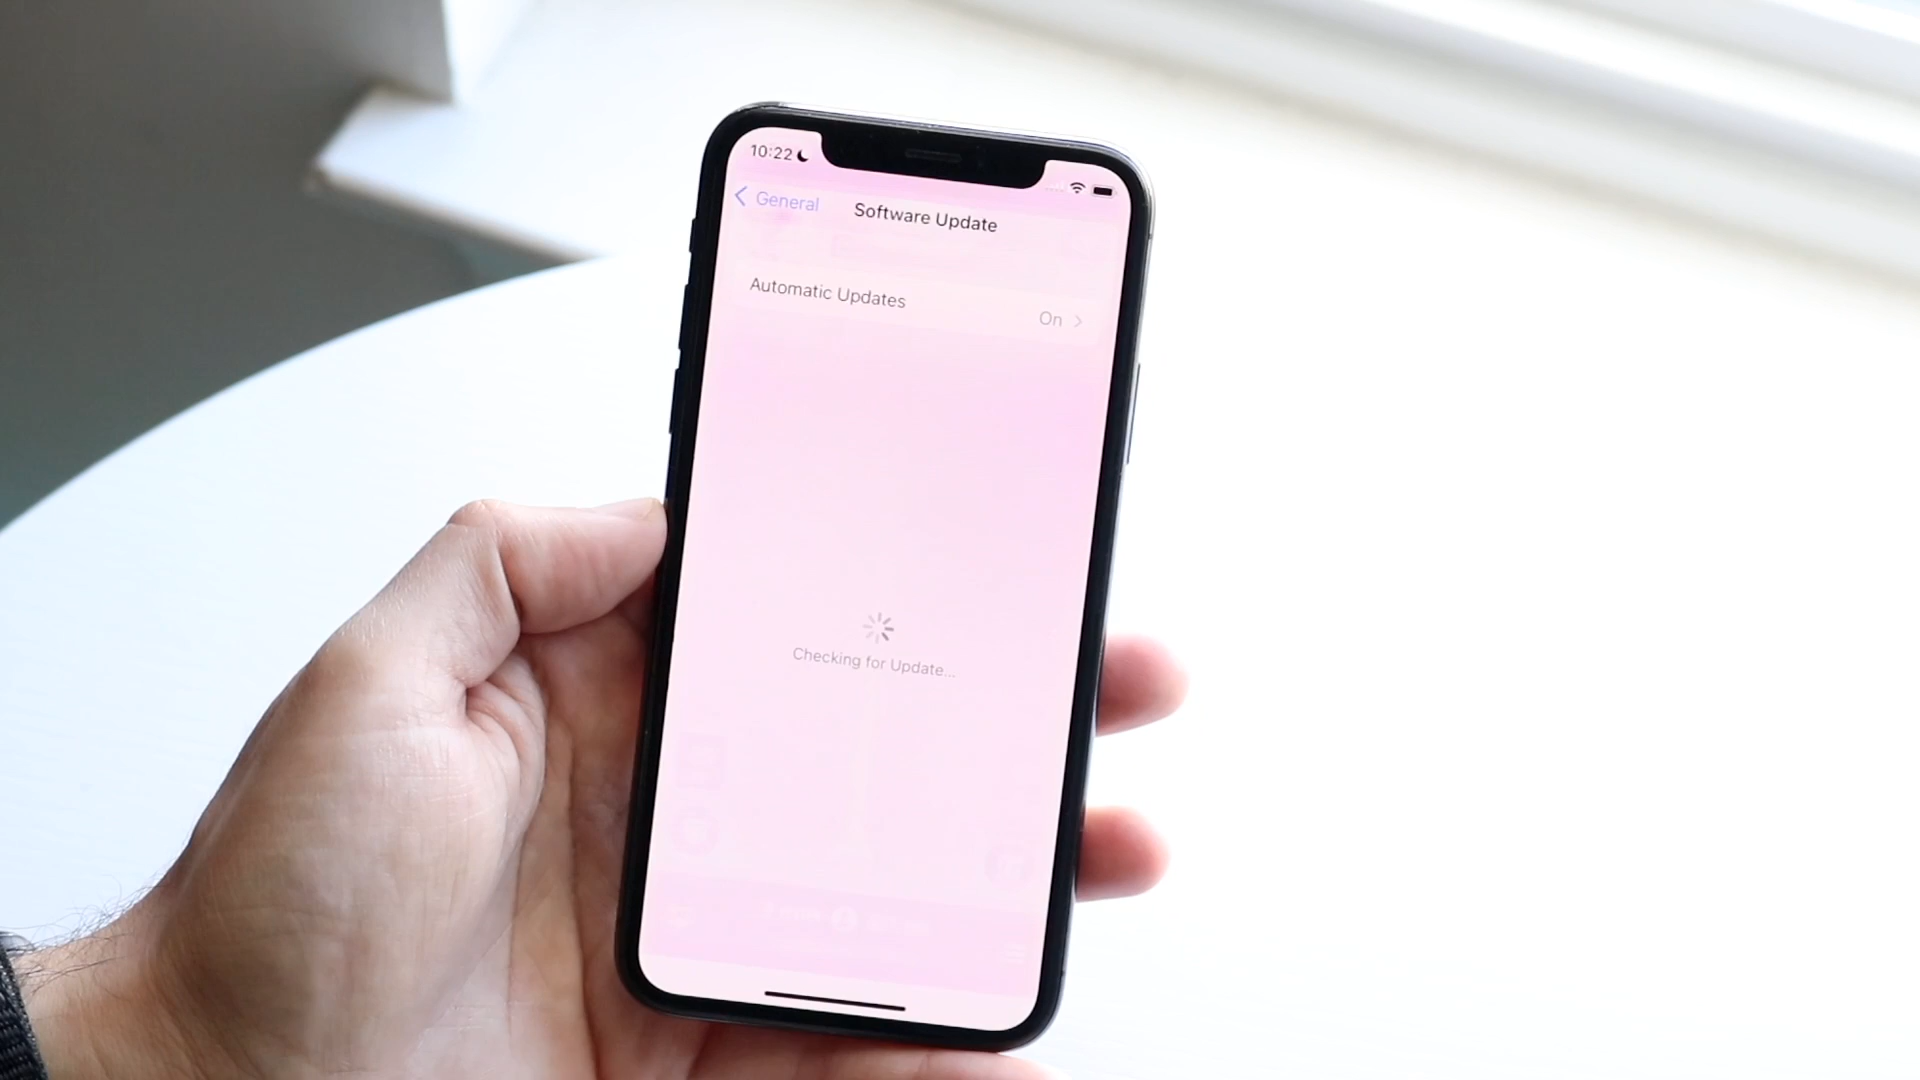 10:22
General
Software Update
Automatic Updates
On
Checking for Update...